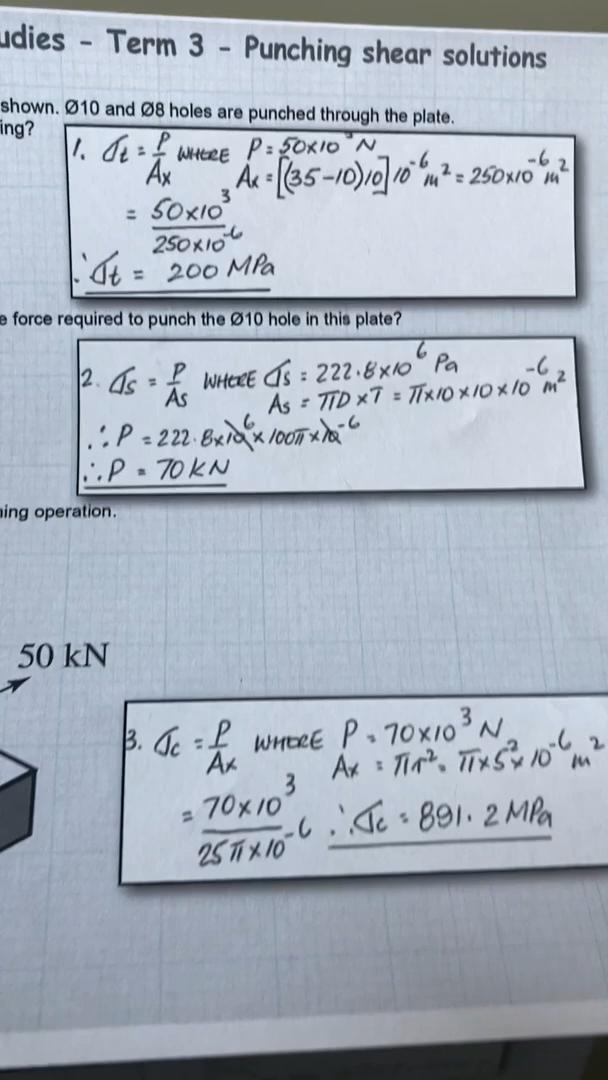 udies - Term 3 - Punching shear solutions
shown. Ø10 and Ø8 holes are punched through the plate.
ing?
1. σt = P/Ax WHERE P = 50×10³ N
Ax = [(35-10)10] 10⁻⁶ m² = 250×10⁻⁶ m²
= 50×10³ / 250×10⁻⁶
∴ σt = 200 MPa
e force required to punch the Ø10 hole in this plate?
2. σs = P/As WHERE σs = 222.8×10⁶ Pa
As = πD×T = π×10×10×10⁻⁶ m²
∴ P = 222.8×10⁶×100π×10⁻⁶
∴ P = 70 kN
ing operation.
50 kN
3. σc = P/Ax WHERE P = 70×10³ N
Ax = πr² = π×5²×10⁻⁶ m²
= 70×10³ / 25π×10⁻⁶ ∴ σc = 891.2 MPa